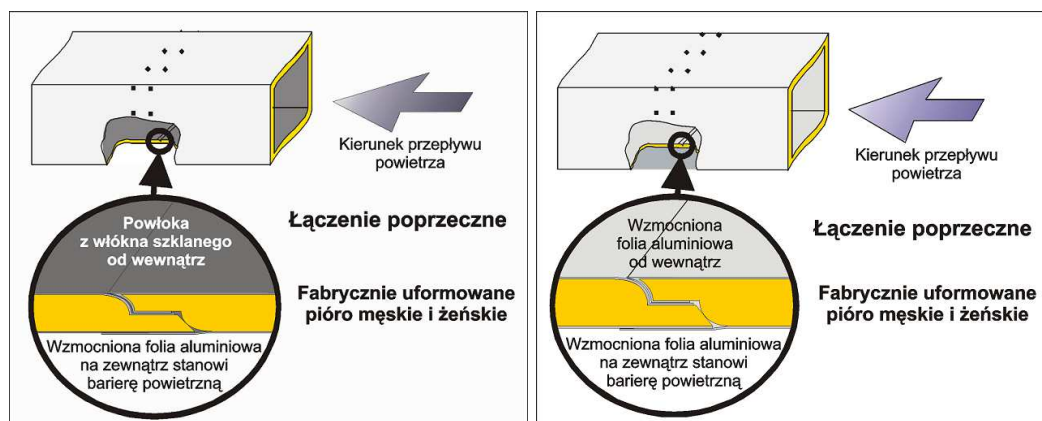 Kierunek przepływu
powietrza
Łączenie poprzeczne
Powłoka
z włókna szklanego
od wewnątrz
Fabrycznie uformowane
pióro męskie i żeńskie
Wzmocniona folia aluminiowa
na zewnątrz stanowi
barierę powietrzną
Kierunek przepływu
powietrza
Łączenie poprzeczne
Wzmocniona
folia aluminiowa
od wewnątrz
Fabrycznie uformowane
pióro męskie i żeńskie
Wzmocniona folia aluminiowa
na zewnątrz stanowi
barierę powietrzną